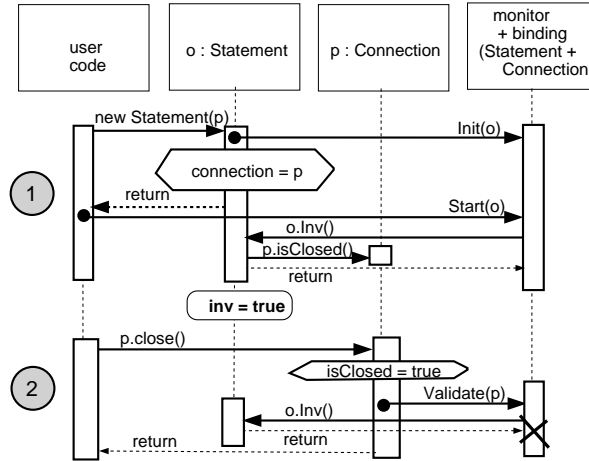 user
code
o : Statement
p : Connection
monitor
+ binding
(Statement +
Connection
new Statement(p)
Init(o)
connection = p
return
1
Start(o)
o.Inv()
p.isClosed()
return
inv = true
p.close()
isClosed = true
2
Validate(p)
o.Inv()
return
return